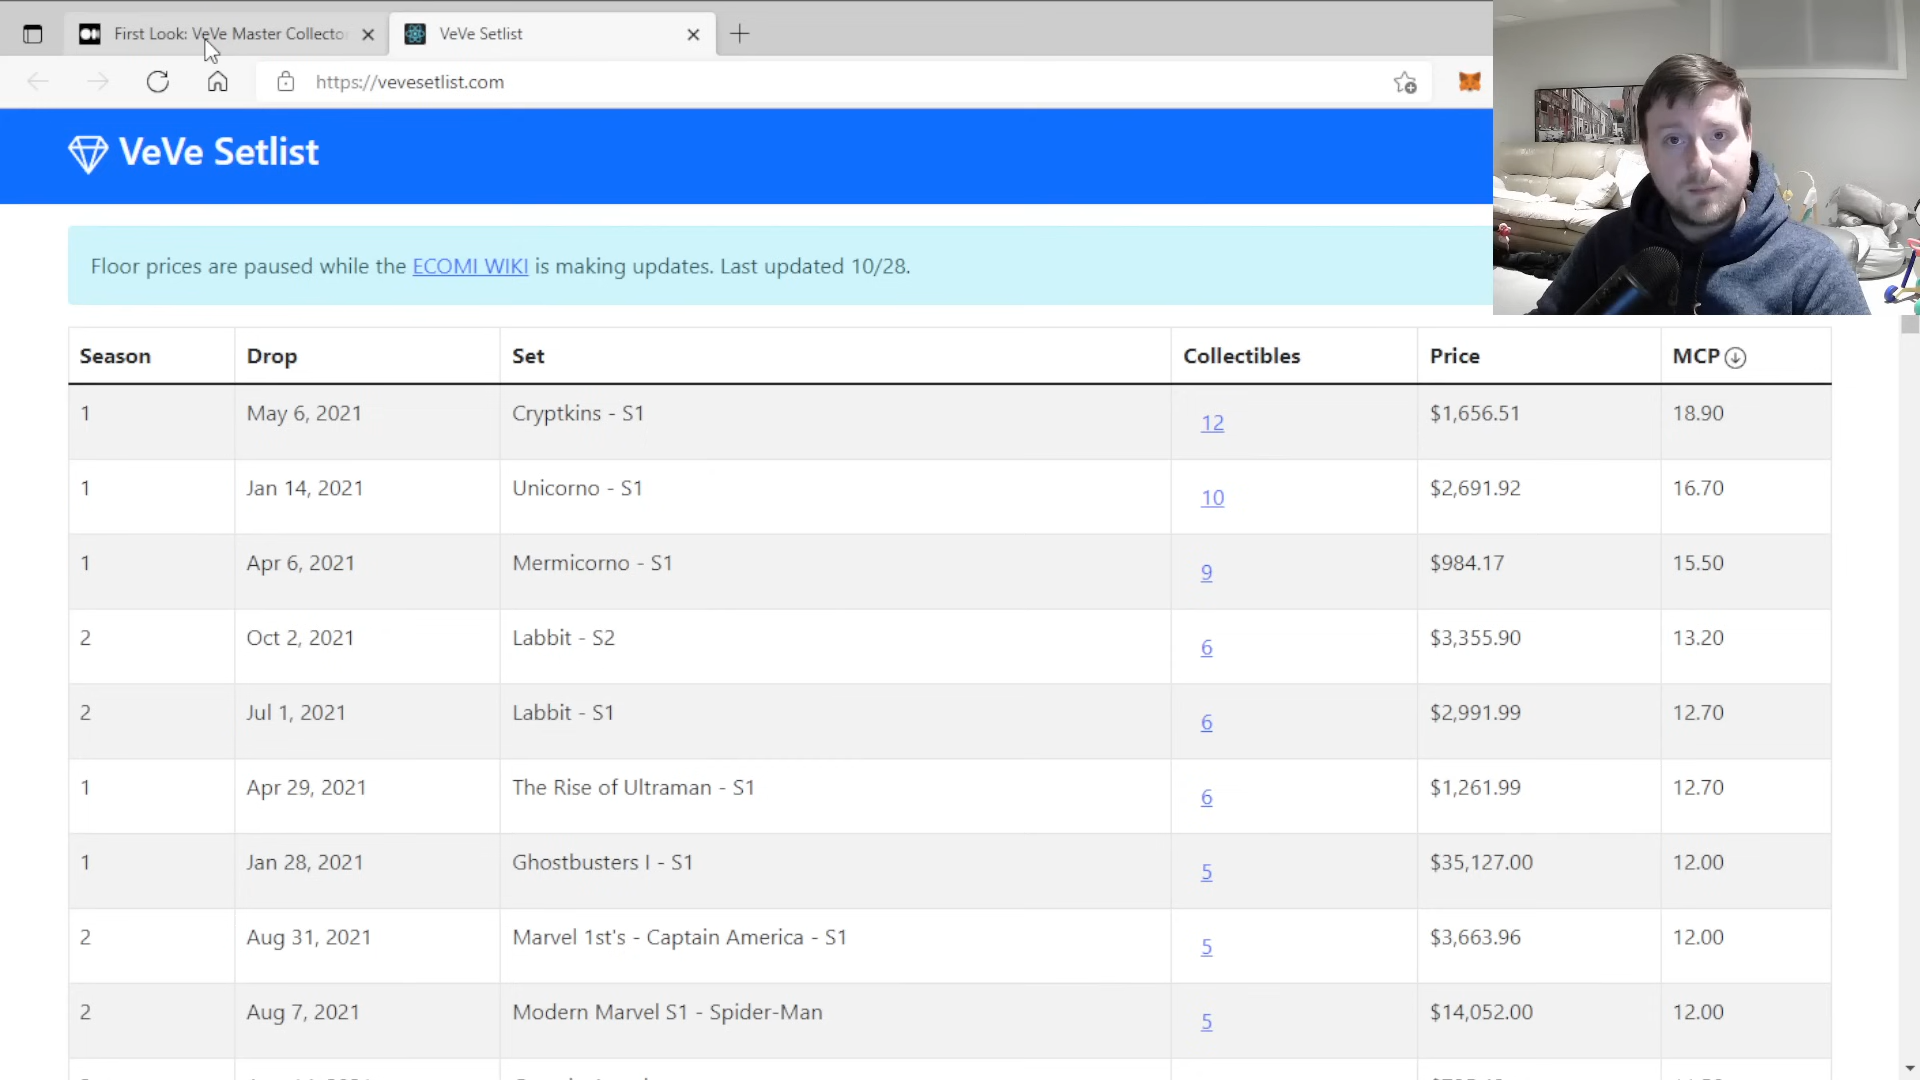 First Look: VeVe Master Collecto
VeVe Setlist
https://vevesetlist.com
VeVe Setlist
Floor prices are paused while the ECOMI WIKI is making updates. Last updated 10/28.
Season Drop Set Collectibles Price MCP
1 May 6, 2021 Cryptkins - S1 12 $1,656.51 18.90
1 Jan 14, 2021 Unicorno - S1 10 $2,691.92 16.70
1 Apr 6, 2021 Mermicorno - S1 9 $984.17 15.50
2 Oct 2, 2021 Labbit - S2 6 $3,355.90 13.20
2 Jul 1, 2021 Labbit - S1 6 $2,991.99 12.70
1 Apr 29, 2021 The Rise of Ultraman - S1 6 $1,261.99 12.70
1 Jan 28, 2021 Ghostbusters I - S1 5 $35,127.00 12.00
2 Aug 31, 2021 Marvel 1st's - Captain America - S1 5 $3,663.96 12.00
2 Aug 7, 2021 Modern Marvel S1 - Spider-Man 5 $14,052.00 12.00